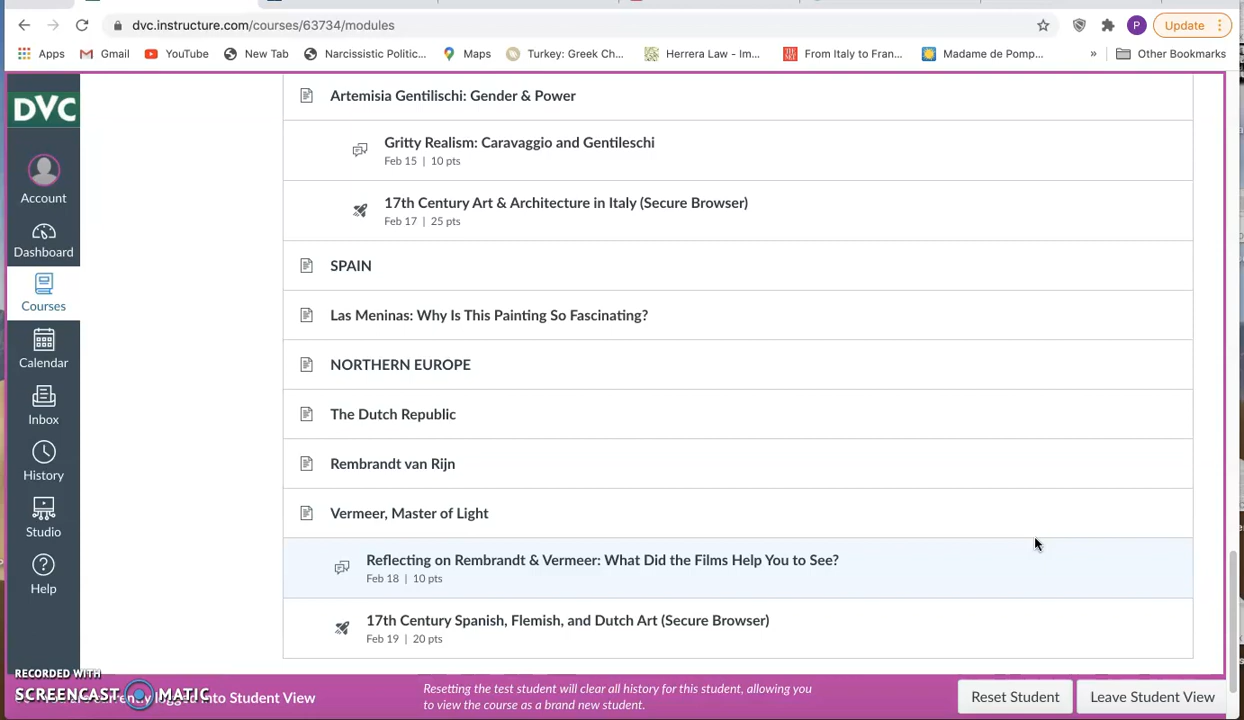 dvc.instructure.com/courses/63734/modules
P
Update
Apps
Gmail
YouTube
New Tab
Narcissistic Politic...
Maps
Turkey: Greek Ch...
Herrera Law - Im...
From Italy to Fran...
Madame de Pomp...
»
Other Bookmarks
DVC
Account
Dashboard
Courses
Calendar
Inbox
History
Studio
Help
Artemisia Gentilischi: Gender & Power
Gritty Realism: Caravaggio and Gentileschi
Feb 15 | 10 pts
17th Century Art & Architecture in Italy (Secure Browser)
Feb 17 | 25 pts
SPAIN
Las Meninas: Why Is This Painting So Fascinating?
NORTHERN EUROPE
The Dutch Republic
Rembrandt van Rijn
Vermeer, Master of Light
Reflecting on Rembrandt & Vermeer: What Did the Films Help You to See?
Feb 18 | 10 pts
17th Century Spanish, Flemish, and Dutch Art (Secure Browser)
Feb 19 | 20 pts
RECORDED WITH
SCREENCAST MATIC
logged into Student View
Resetting the test student will clear all history for this student, allowing you
to view the course as a brand new student.
Reset Student
Leave Student View